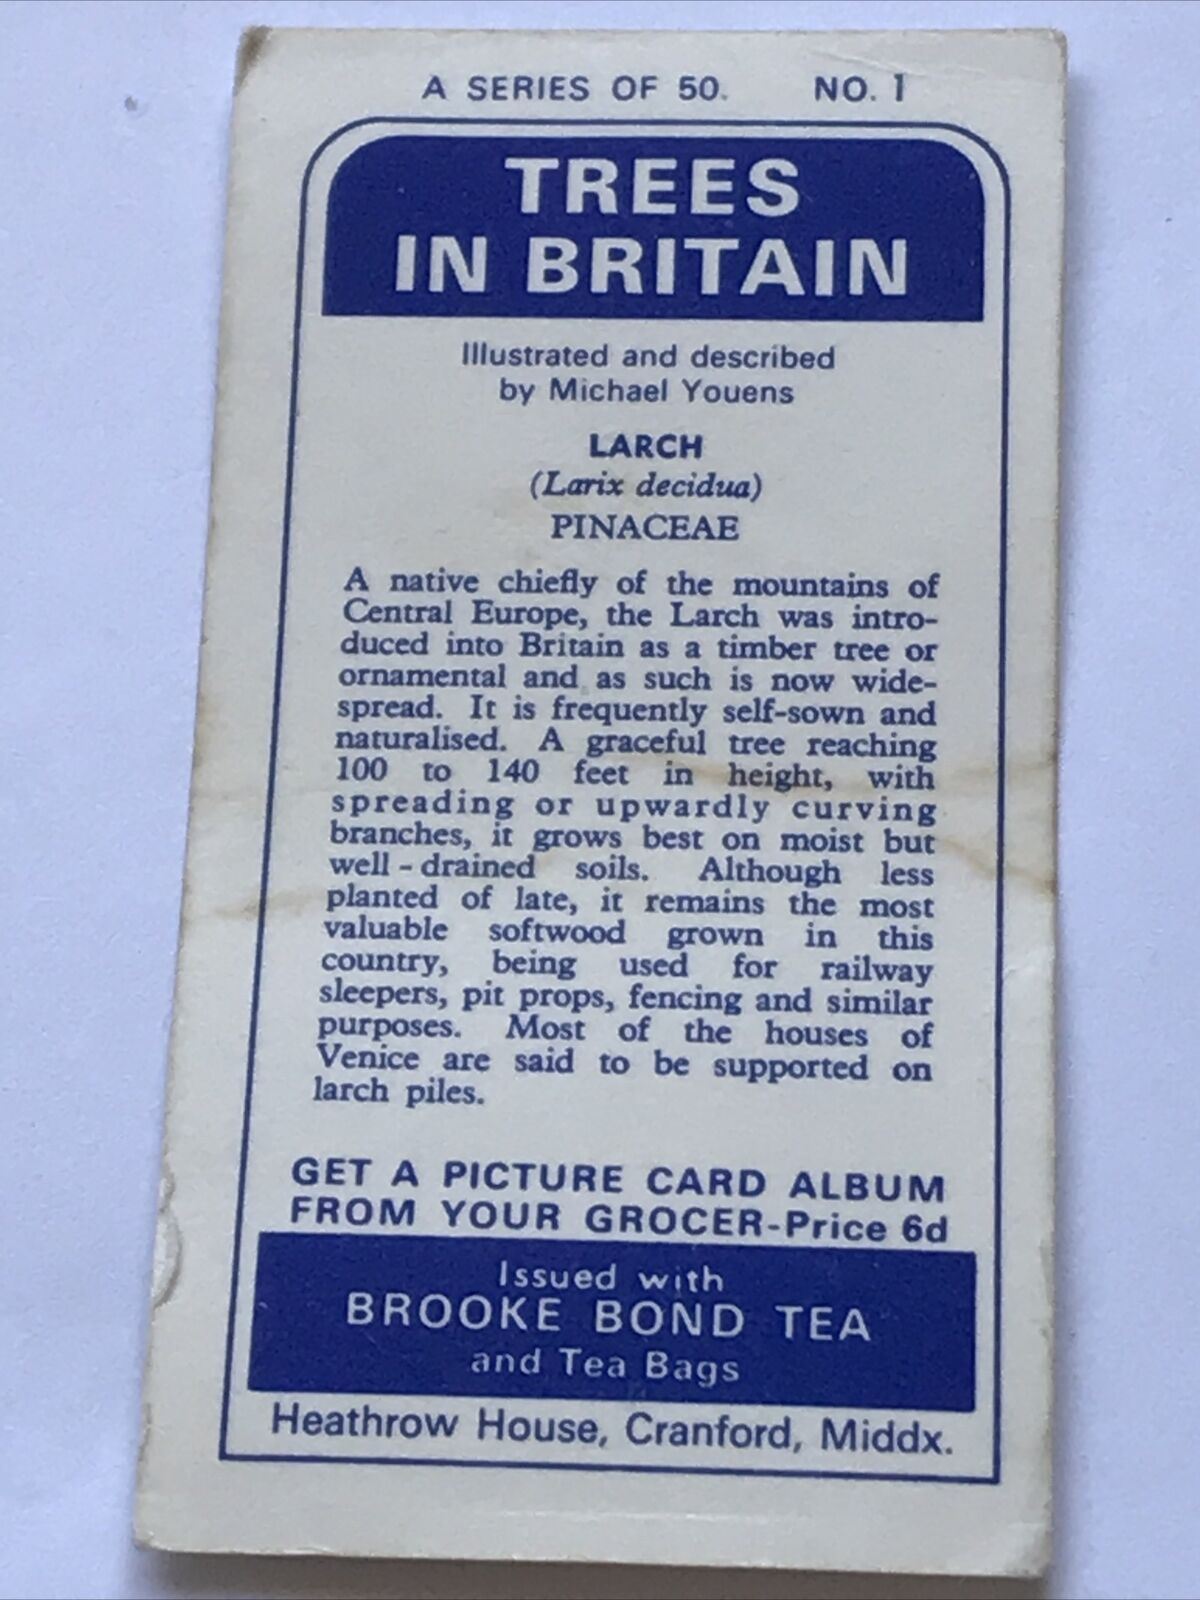 A SERIES OF 50. NO. 1
TREES
IN BRITAIN
Illustrated and described
by Michael Youens
LARCH
(Larix decidua)
PINACEAE
A native chiefly of the mountains of
Central Europe, the Larch was intro-
duced into Britain as a timber tree or
ornamental and as such is now wide-
spread. It is frequently self-sown and
naturalised. A graceful tree reaching
100 to 140 feet in height, with
spreading or upwardly curving
branches, it grows best on moist but
well-drained soils. Although less
planted of late, it remains the most
valuable softwood grown in this
country, being used for railway
sleepers, pit props, fencing and similar
purposes. Most of the houses of
Venice are said to be supported on
larch piles.
GET A PICTURE CARD ALBUM
FROM YOUR GROCER-Price 6d
Issued with
BROOKE BOND TEA
and Tea Bags
Heathrow House, Cranford, Middx.